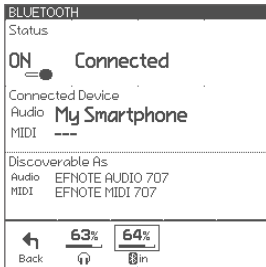 BLUETOOTH
Status
ON Connected
Connected Device
Audio My Smartphone
MIDI ---
Discoverable As
Audio EFNOTE AUDIO 707
MIDI EFNOTE MIDI 707
63% 64%
Back in